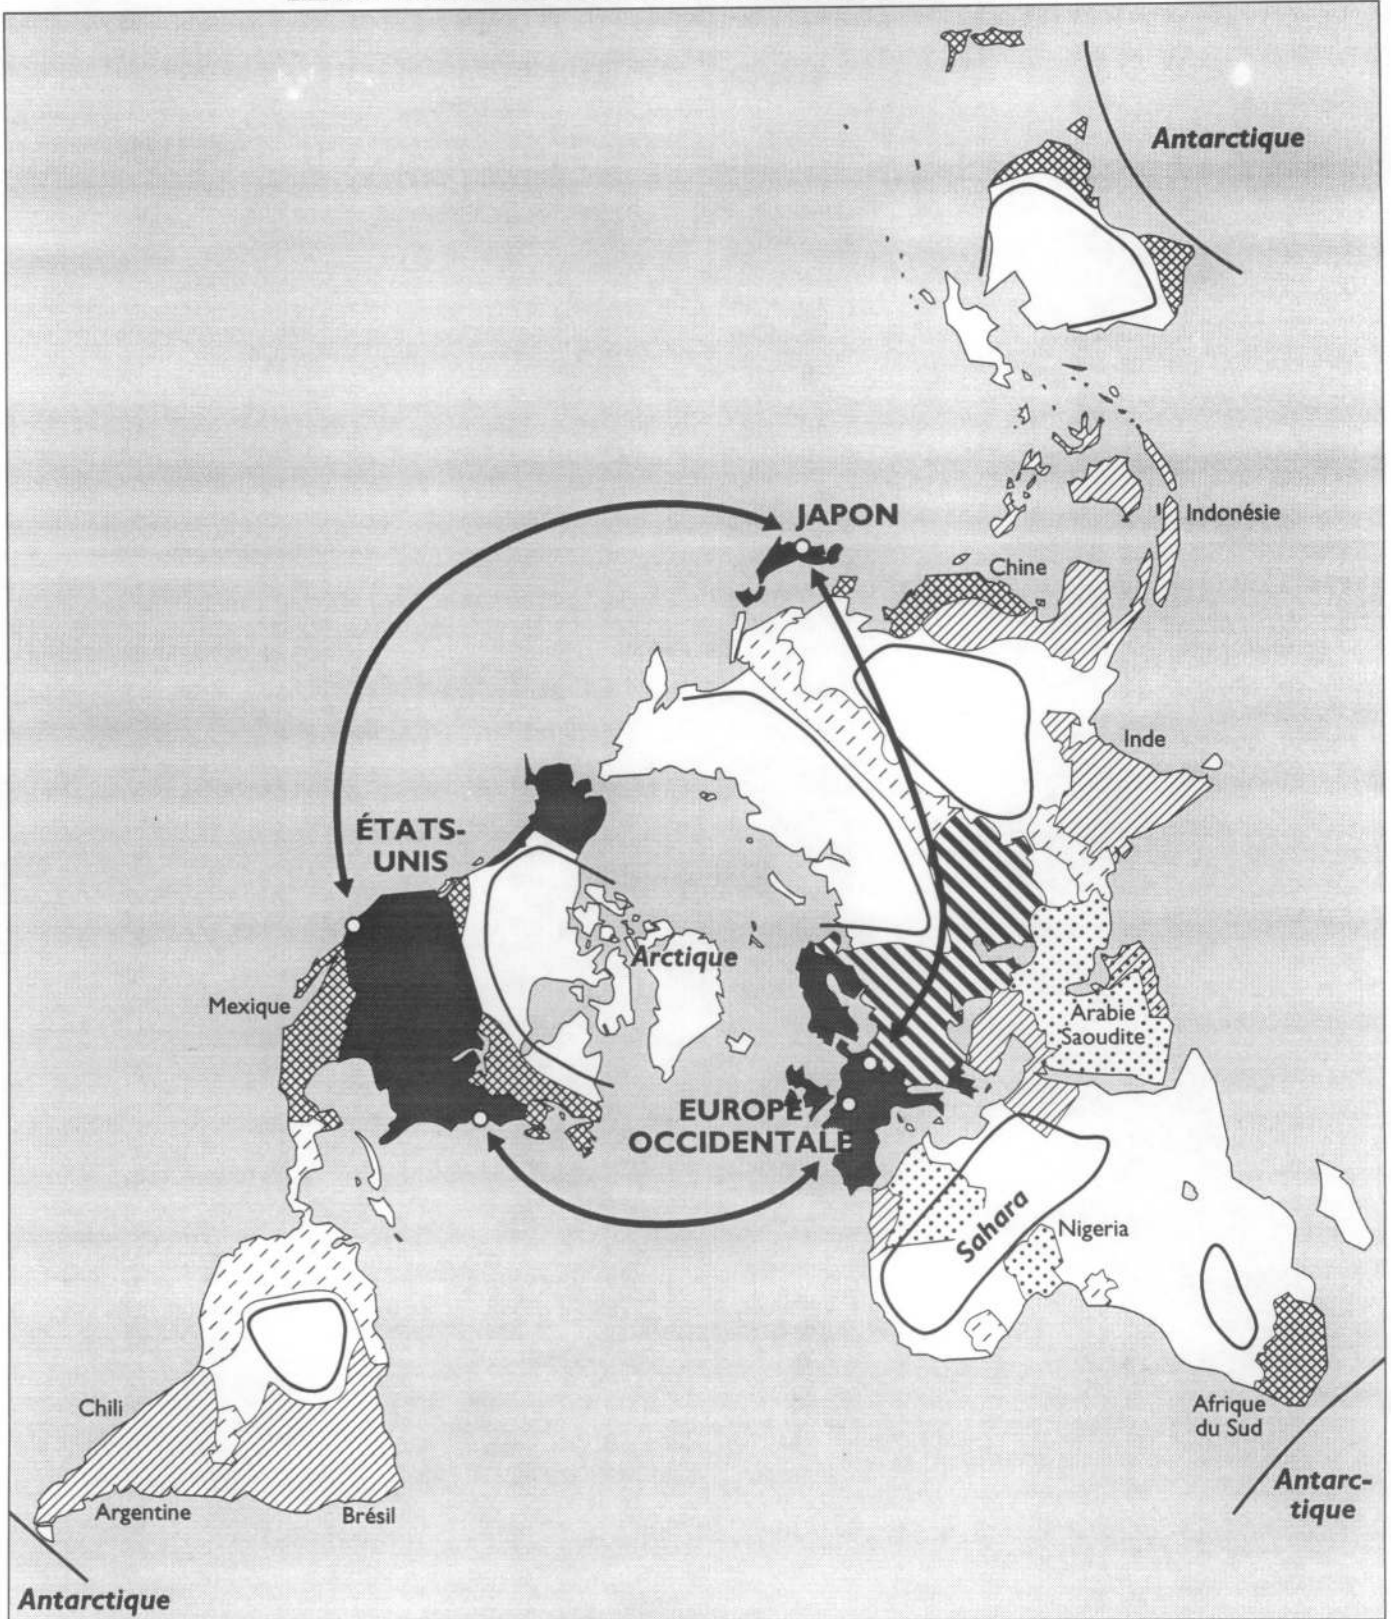 Antarctique
JAPON
Indonésie
Chine
Inde
ÉTATS-
UNIS
Arctique
Mexique
Arabie
Saoudite
EUROPE
OCCIDENTALE
Sahara
Nigeria
Chili
Afrique
du Sud
Argentine
Brésil
Antarc-
tique
Antarctique